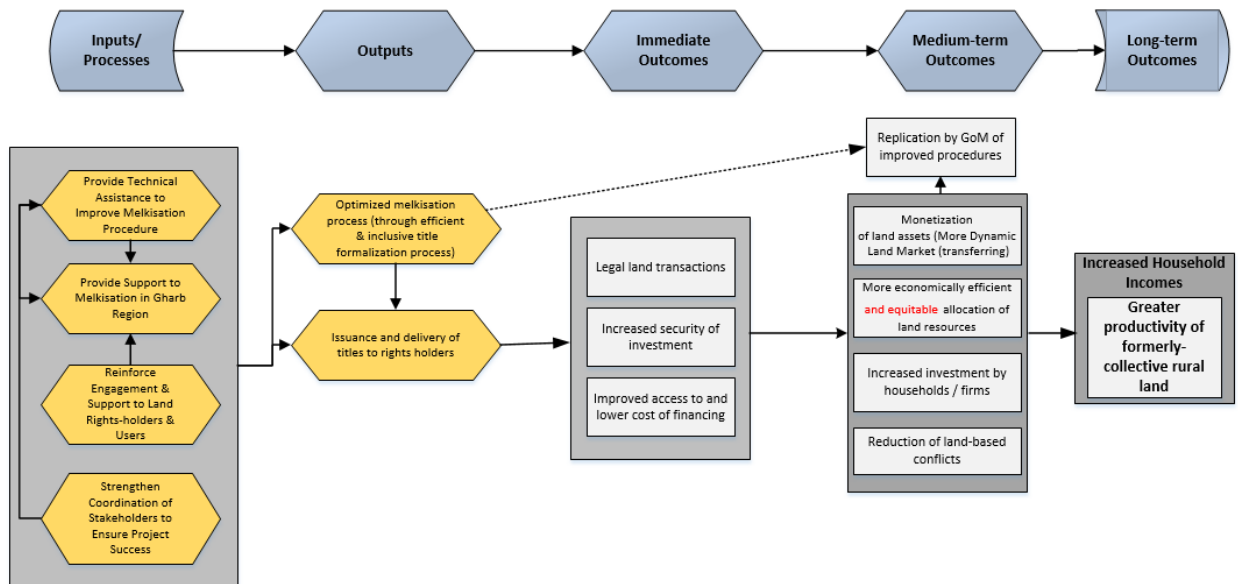 Inputs/
Processes
Outputs
Immediate
Outcomes
Medium-term
Outcomes
Long-term
Outcomes
Provide Technical
Assistance to
Improve Melkisation
Procedure
Provide Support to
Melkisation in Gharb
Region
Reinforce
Engagement &
Support to Land
Rights-holders &
Users
Strengthen
Coordination of
Stakeholders to
Ensure Project
Success
Optimized melkisation
process (through efficient
& inclusive title
formalization process)
Issuance and delivery of
titles to rights holders
Legal land transactions
Increased security of
investment
Improved access to and
lower cost of financing
Replication by GoM of
improved procedures
Monetization
of land assets (More Dynamic
Land Market (transferring)
More economically efficient
and equitable allocation of
land resources
Increased investment by
households / firms
Reduction of land-based
conflicts
Increased Household
Incomes
Greater
productivity of
formerly-
collective rural
land